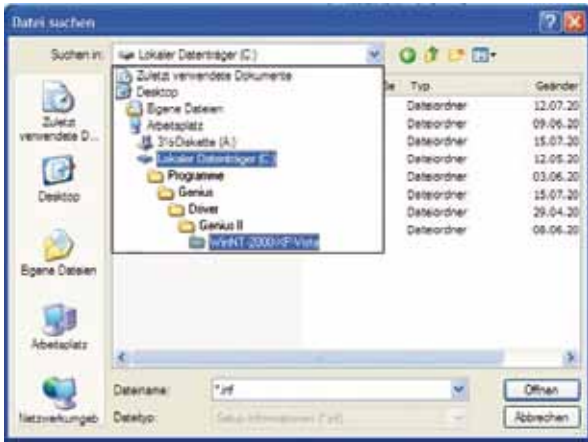 Datei suchen
Suchen in: Lokaler Datenträger (C:)
Zuletzt verwendete Dokumente
Desktop
Eigene Dateien
Arbeitsplatz
3½-Diskette (A:)
Lokaler Datenträger (C:)
Programme
Genius
Driver
Genius II
WinNT-2000-XP-Vista
Typ Geänder
Dateiordner 12.07.20
Dateiordner 09.06.20
Dateiordner 15.07.20
Dateiordner 12.05.20
Dateiordner 03.06.20
Dateiordner 15.07.20
Dateiordner 29.04.20
Dateiordner 08.06.20
Zuletzt
verwendete D...
Desktop
Eigene Dateien
Arbeitsplatz
Netzwerkumgeb
Dateiname: *.inf
Öffnen
Dateityp: Setup-Informationen (*.inf)
Abbrechen